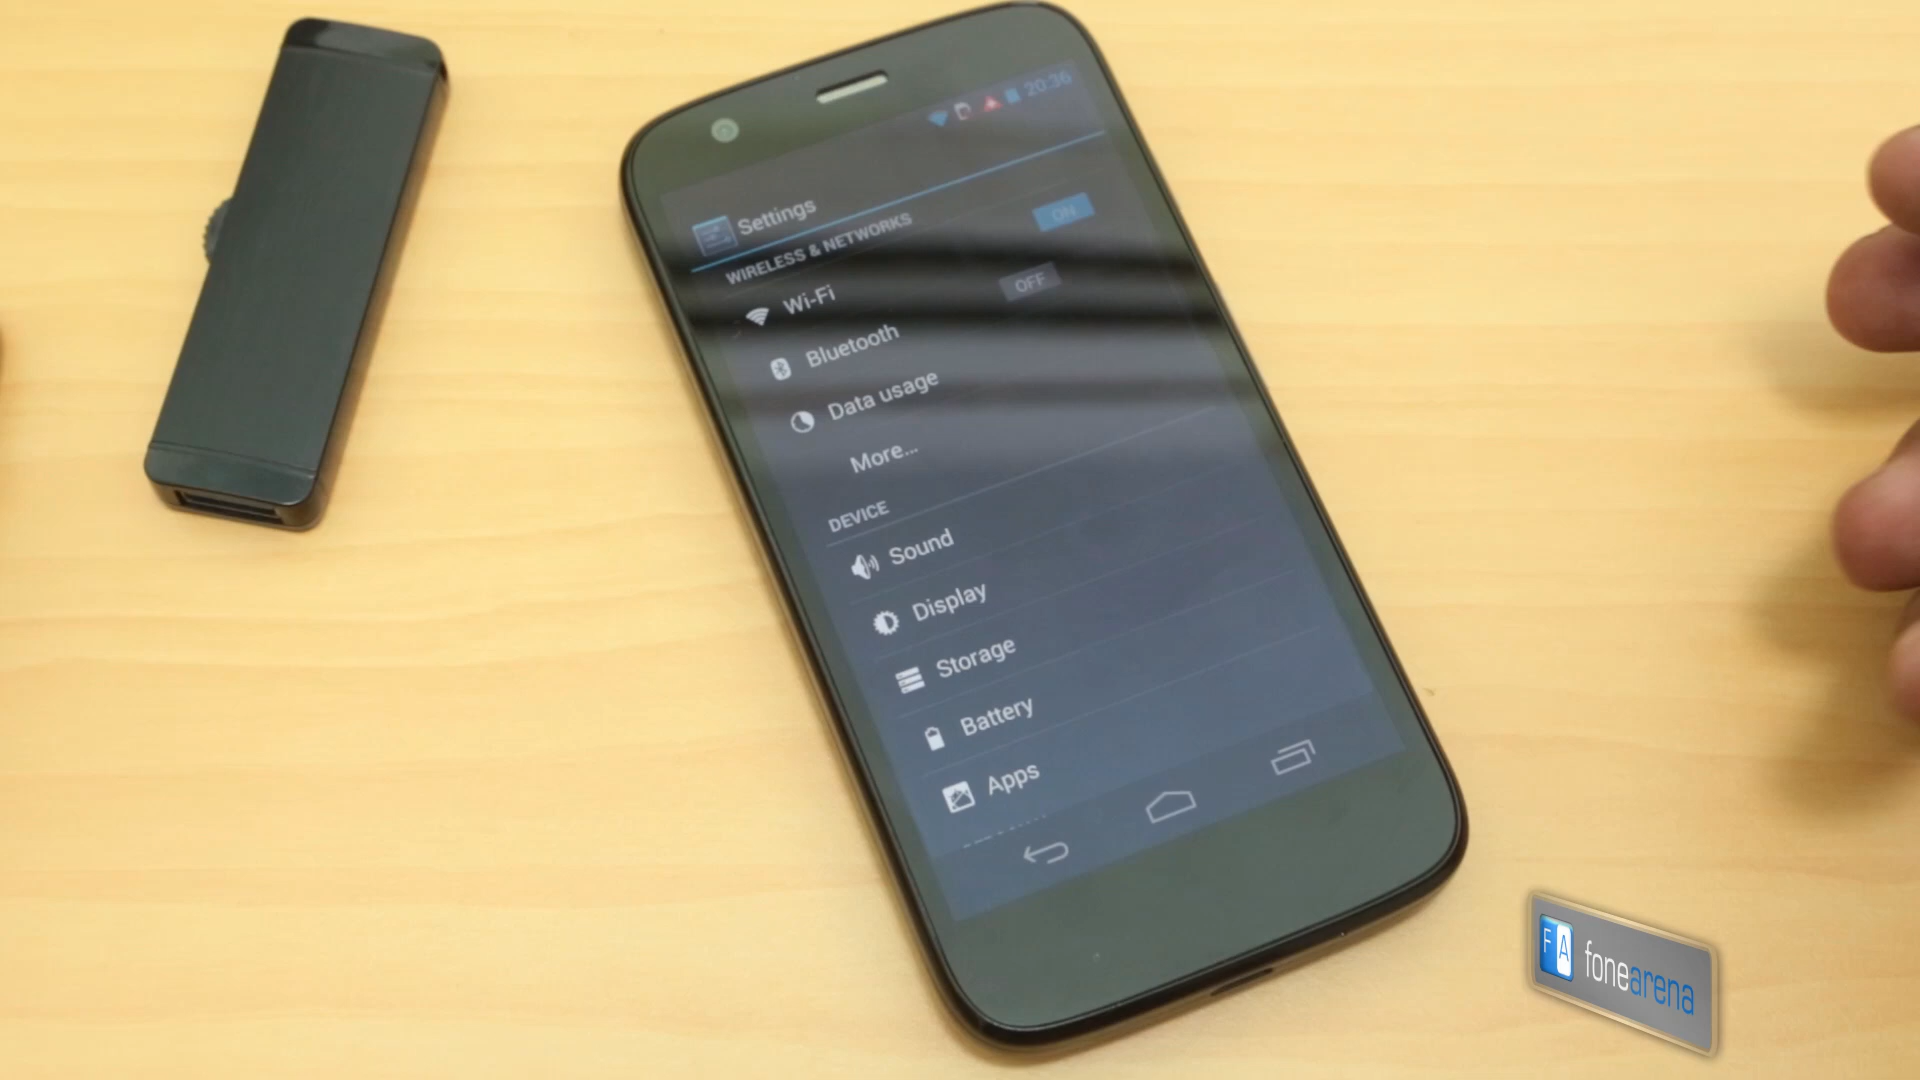 20:36
Settings
WIRELESS & NETWORKS
Wi-Fi ON
Bluetooth OFF
Data usage
More...
DEVICE
Sound
Display
Storage
Battery
Apps
FA fonearena